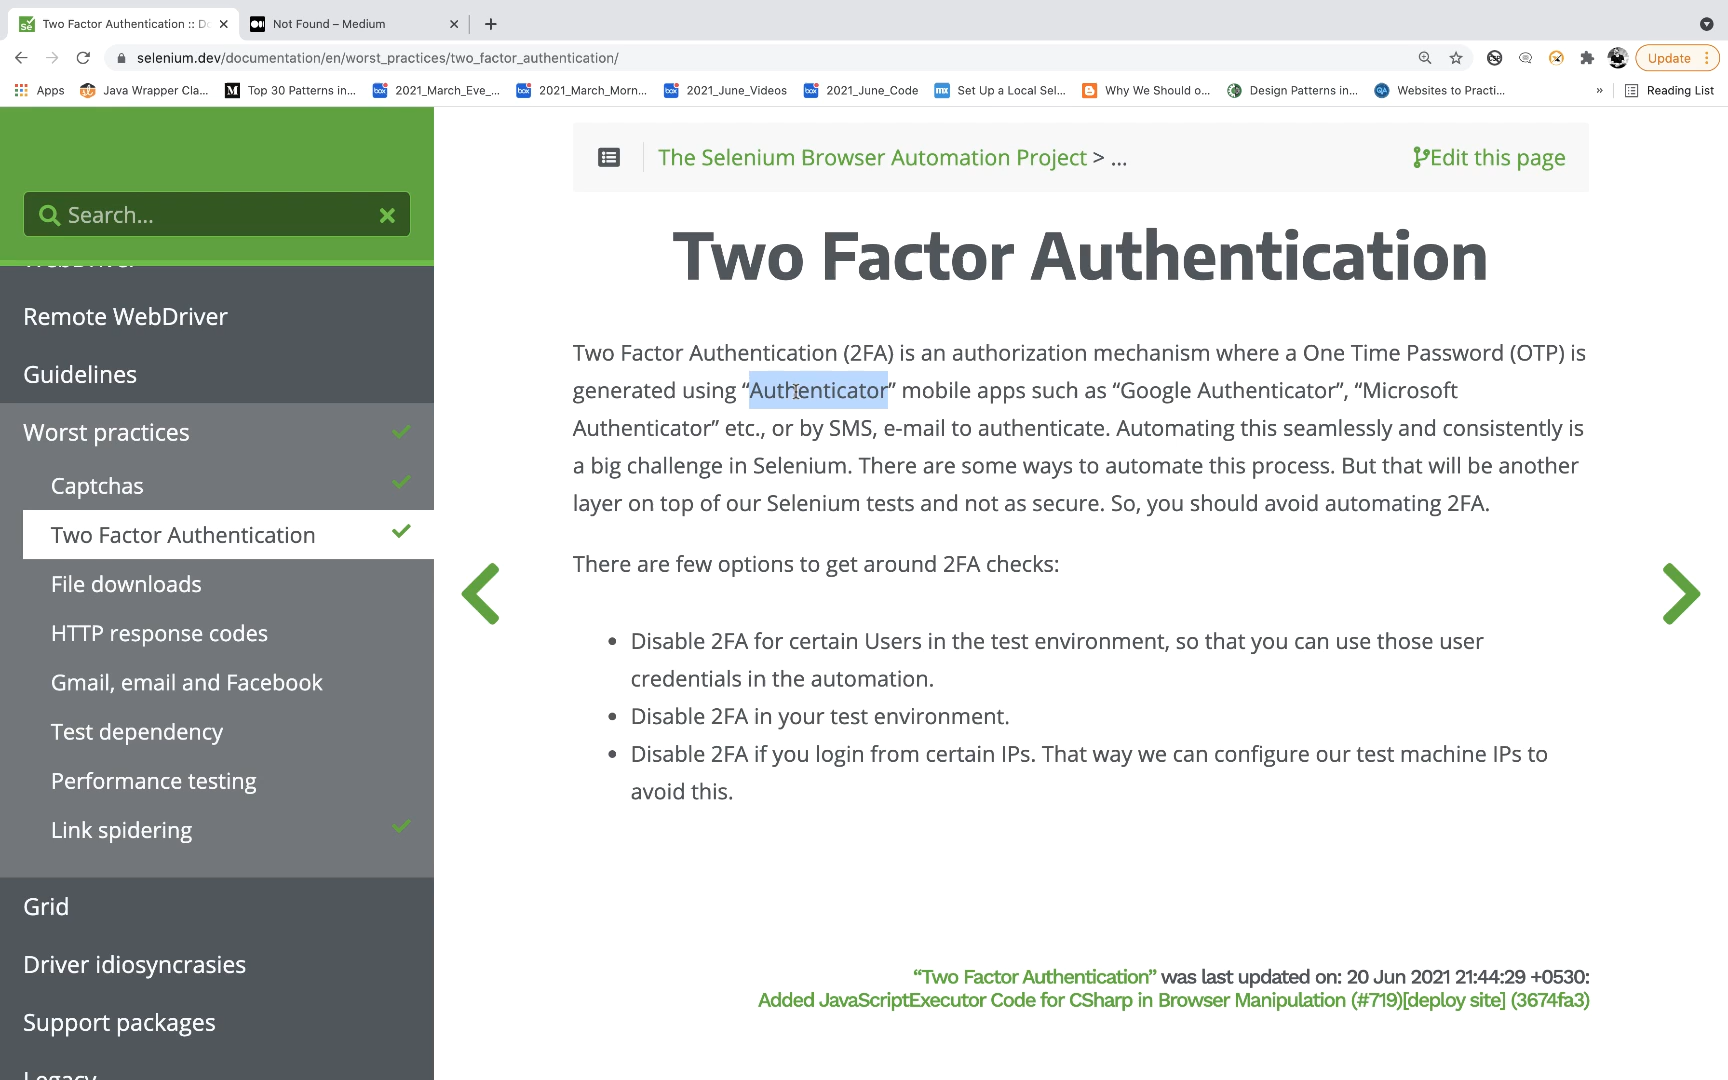 Two Factor Authentication :: Do
Not Found – Medium
selenium.dev/documentation/en/worst_practices/two_factor_authentication/
Update
Apps
Java Wrapper Cla...
Top 30 Patterns in...
2021_March_Eve_...
2021_March_Morn...
2021_June_Videos
2021_June_Code
Set Up a Local Sel...
Why We Should o...
Design Patterns in...
Websites to Practi...
»
Reading List
Search...
WebDriver
Remote WebDriver
Guidelines
Worst practices
Captchas
Two Factor Authentication
File downloads
HTTP response codes
Gmail, email and Facebook
Test dependency
Performance testing
Link spidering
Grid
Driver idiosyncrasies
Support packages
Legacy
The Selenium Browser Automation Project > ...
Edit this page
Two Factor Authentication
Two Factor Authentication (2FA) is an authorization mechanism where a One Time Password (OTP) is
generated using “Authenticator” mobile apps such as “Google Authenticator”, “Microsoft
Authenticator” etc., or by SMS, e-mail to authenticate. Automating this seamlessly and consistently is
a big challenge in Selenium. There are some ways to automate this process. But that will be another
layer on top of our Selenium tests and not as secure. So, you should avoid automating 2FA.
There are few options to get around 2FA checks:
• Disable 2FA for certain Users in the test environment, so that you can use those user
credentials in the automation.
• Disable 2FA in your test environment.
• Disable 2FA if you login from certain IPs. That way we can configure our test machine IPs to
avoid this.
“Two Factor Authentication” was last updated on: 20 Jun 2021 21:44:29 +0530:
Added JavaScriptExecutor Code for CSharp in Browser Manipulation (#719)[deploy site] (3674fa3)